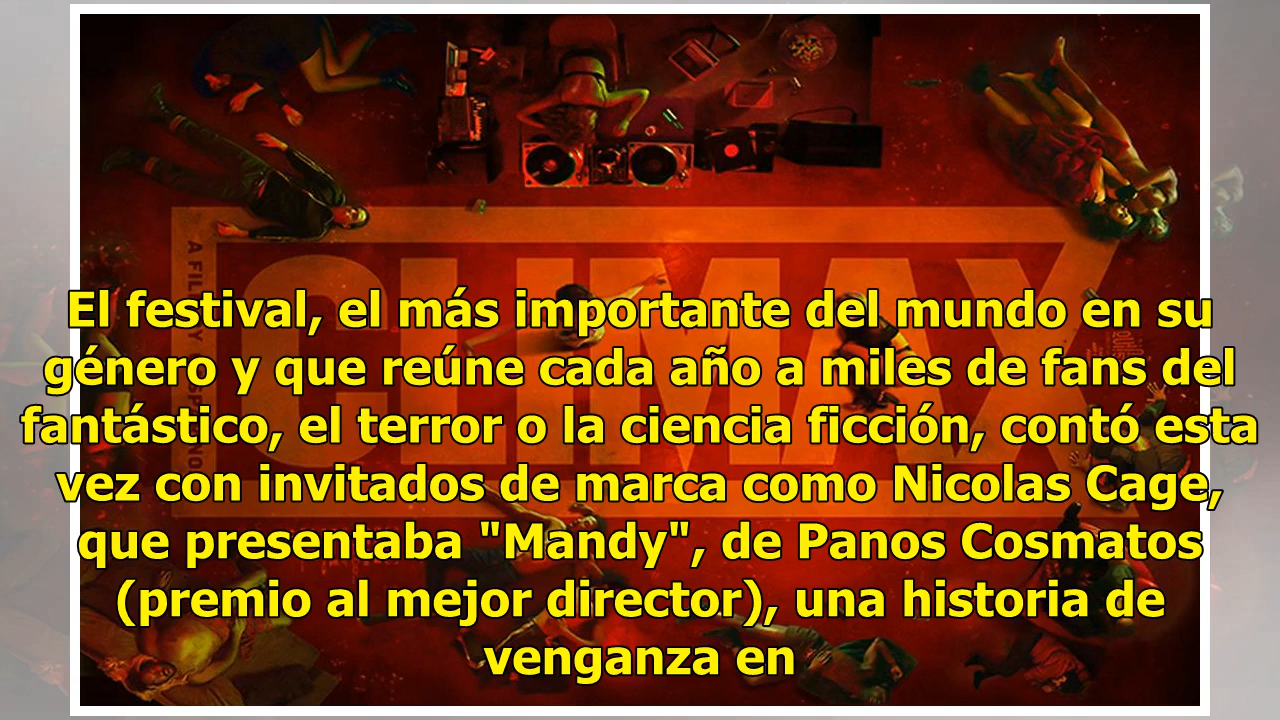 CLIMAX
El festival, el más importante del mundo en su
género y que reúne cada año a miles de fans del
fantástico, el terror o la ciencia ficción, contó esta
vez con invitados de marca como Nicolas Cage,
que presentaba "Mandy", de Panos Cosmatos
(premio al mejor director), una historia de
venganza en